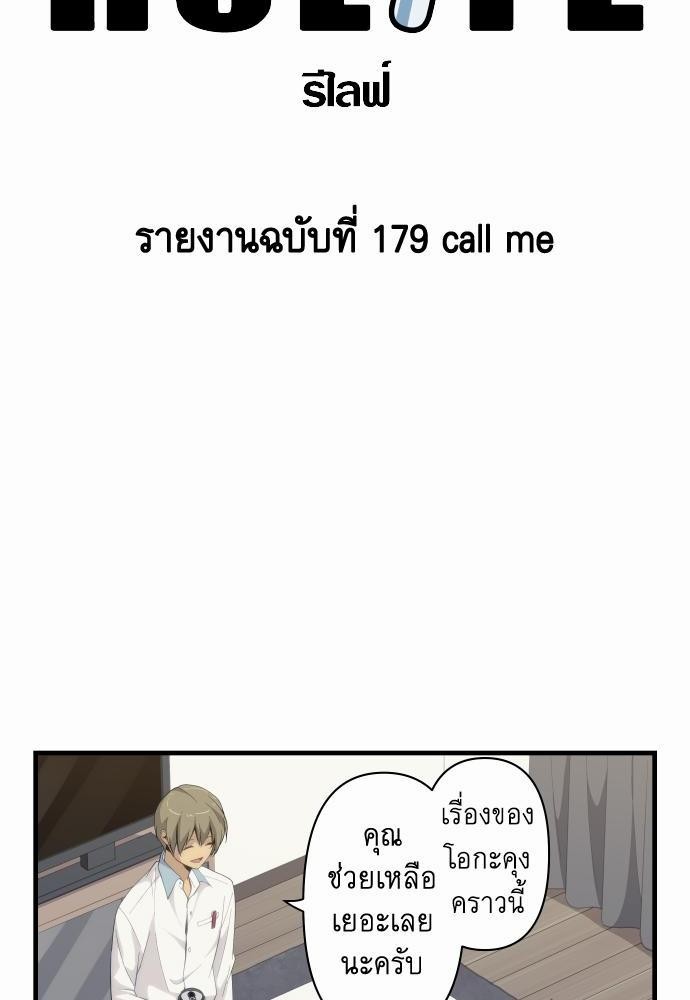 รีไลฟ์
รายงานฉบับที่ 179 call me
เรื่องของ
โอกะคุง
คราวนี้
คุณ
ช่วยเหลือ
เยอะเลย
นะครับ